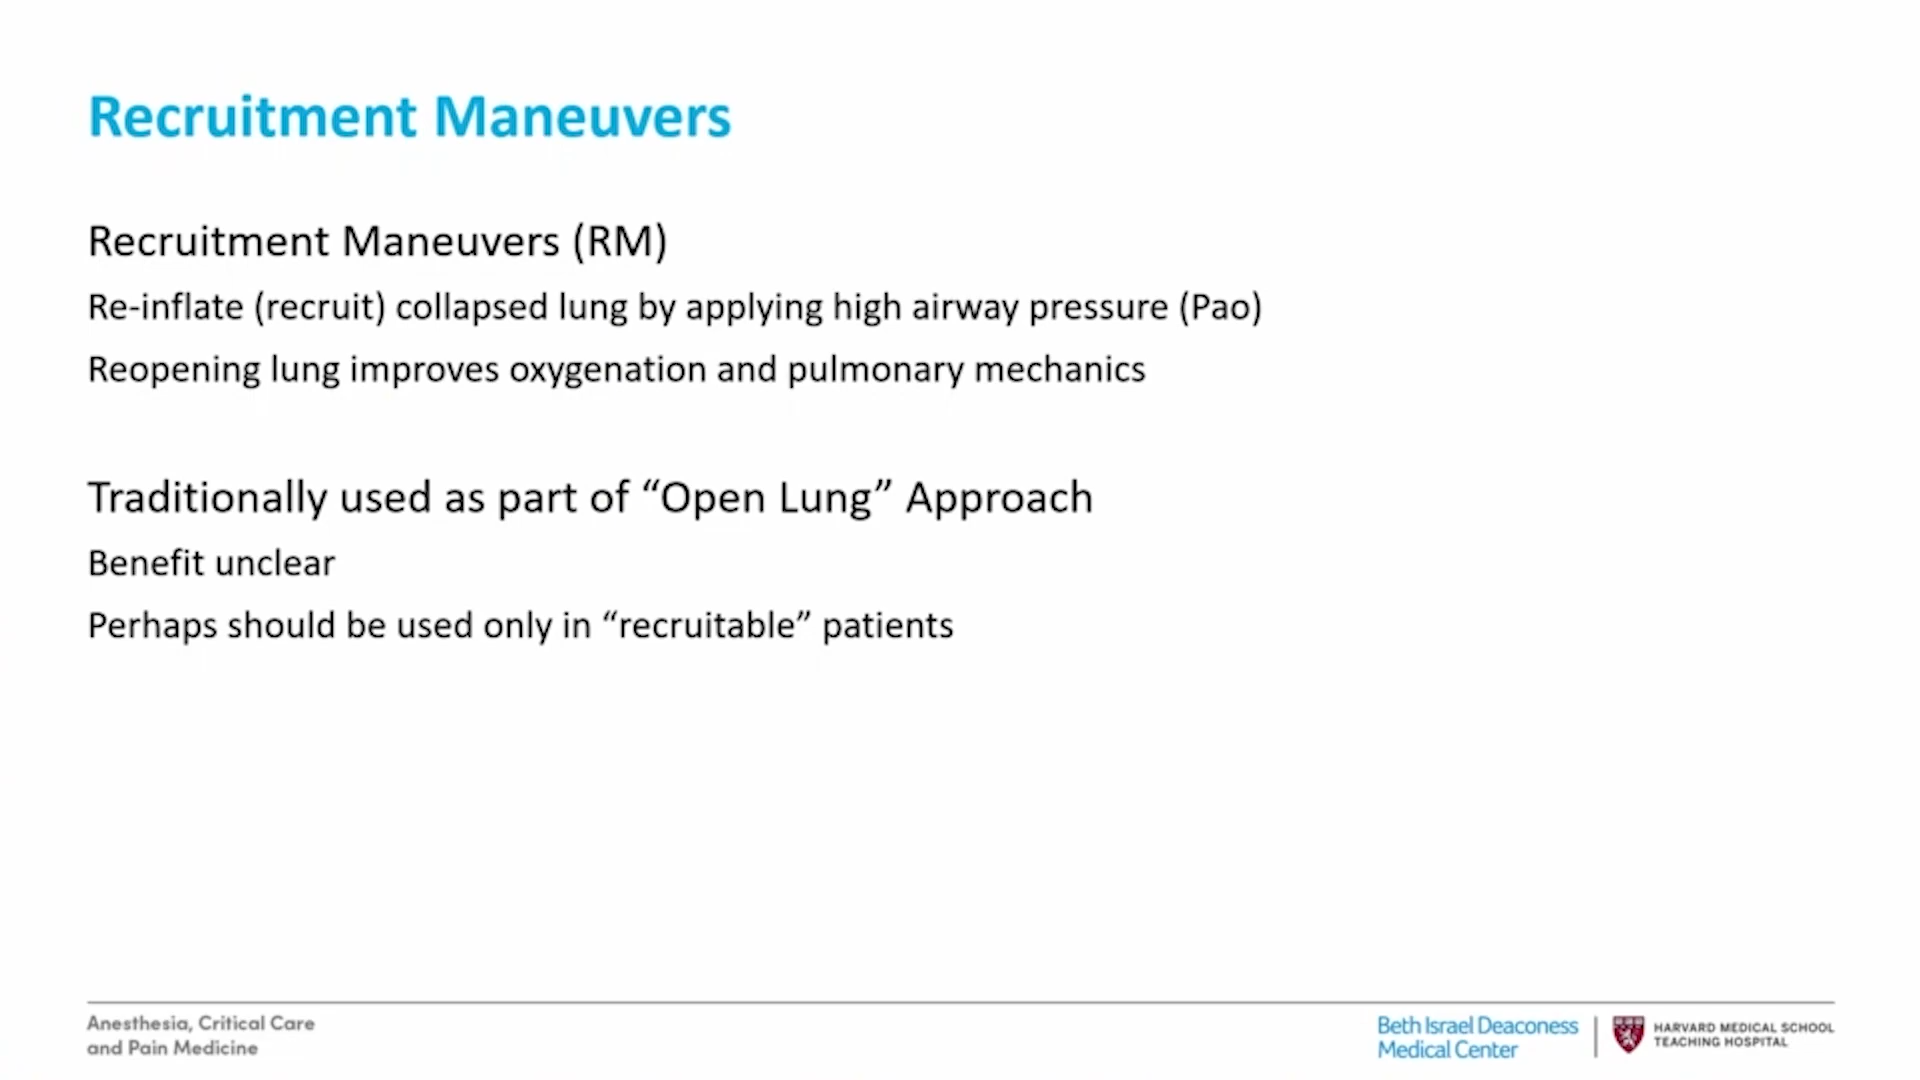 Recruitment Maneuvers
Recruitment Maneuvers (RM)
Re-inflate (recruit) collapsed lung by applying high airway pressure (Pao)
Reopening lung improves oxygenation and pulmonary mechanics
Traditionally used as part of “Open Lung” Approach
Benefit unclear
Perhaps should be used only in “recruitable” patients
Anesthesia, Critical Care
and Pain Medicine
Beth Israel Deaconess
Medical Center
HARVARD MEDICAL SCHOOL
TEACHING HOSPITAL